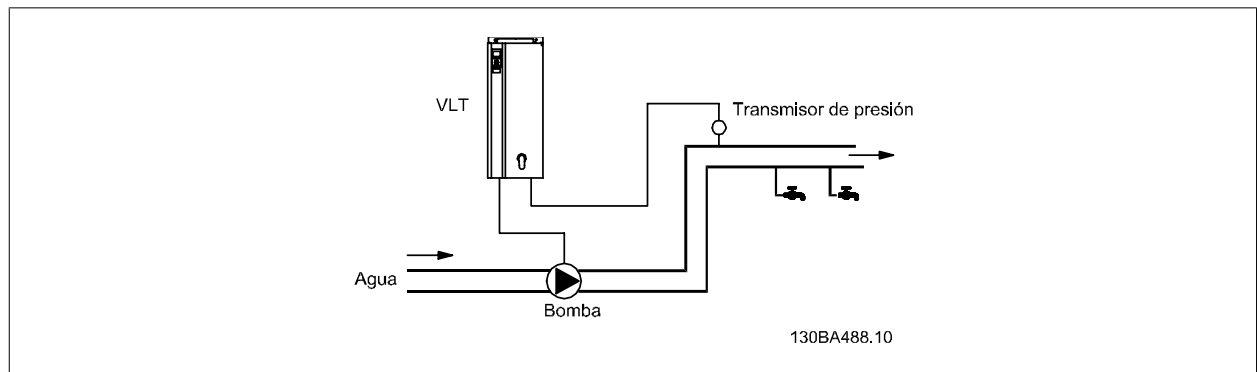 VLT
Transmisor de presión
Agua
Bomba
130BA488.10